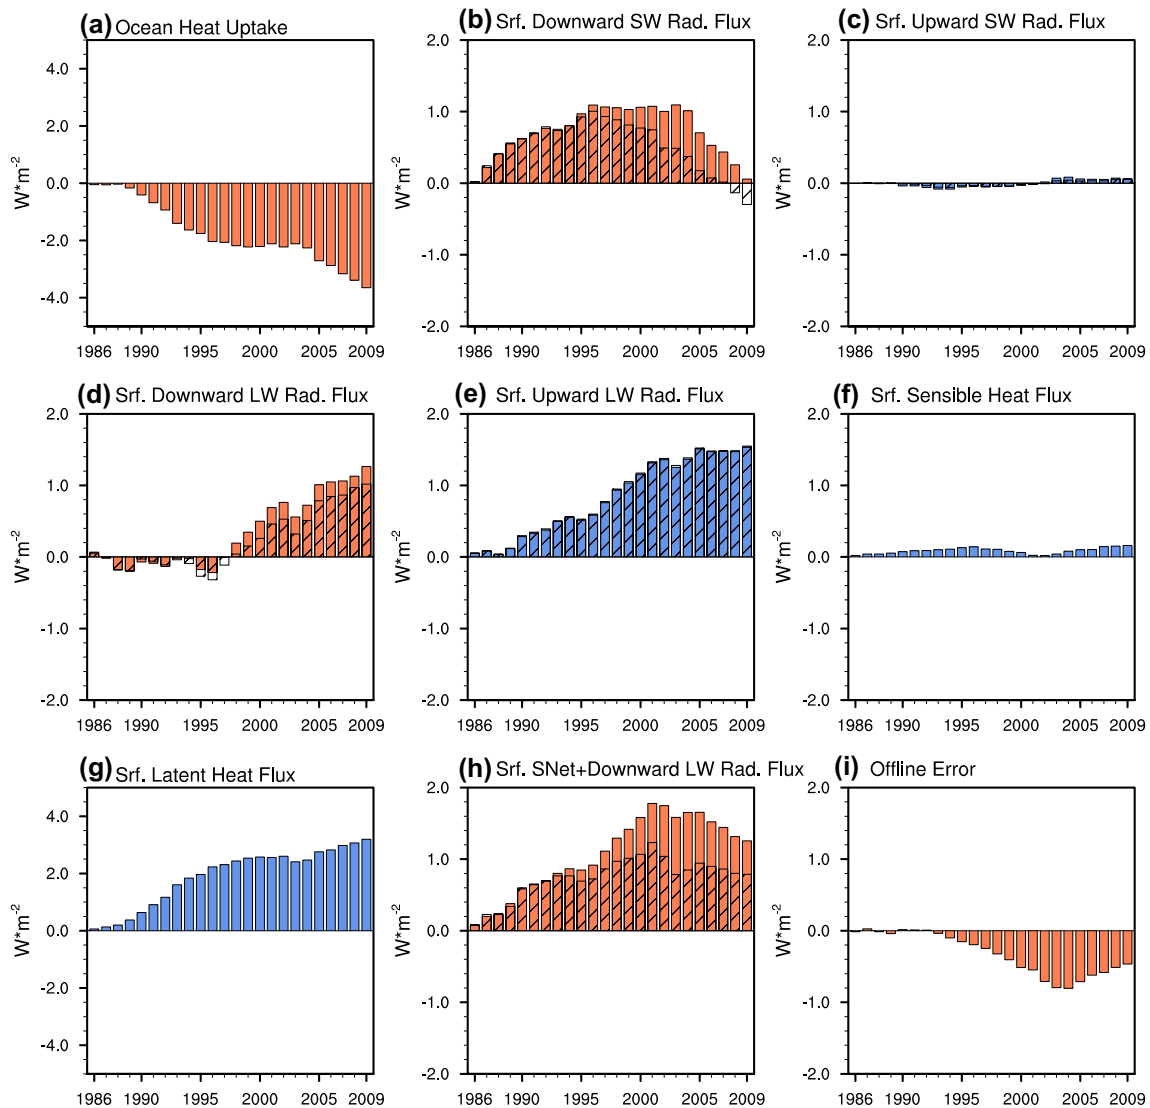 (a) Ocean Heat Uptake
(b) Srf. Downward SW Rad. Flux
(c) Srf. Upward SW Rad. Flux
W*m-2
4.0
2.0
0.0
-2.0
-4.0
1986 1990 1995 2000 2005 2009
W*m-2
2.0
1.0
0.0
-1.0
-2.0
1986 1990 1995 2000 2005 2009
W*m-2
2.0
1.0
0.0
-1.0
-2.0
1986 1990 1995 2000 2005 2009
(d) Srf. Downward LW Rad. Flux
(e) Srf. Upward LW Rad. Flux
(f) Srf. Sensible Heat Flux
W*m-2
2.0
1.0
0.0
-1.0
-2.0
1986 1990 1995 2000 2005 2009
W*m-2
2.0
1.0
0.0
-1.0
-2.0
1986 1990 1995 2000 2005 2009
W*m-2
2.0
1.0
0.0
-1.0
-2.0
1986 1990 1995 2000 2005 2009
(g) Srf. Latent Heat Flux
(h) Srf. SNet+Downward LW Rad. Flux
(i) Offline Error
W*m-2
4.0
2.0
0.0
-2.0
-4.0
1986 1990 1995 2000 2005 2009
W*m-2
2.0
1.0
0.0
-1.0
-2.0
1986 1990 1995 2000 2005 2009
W*m-2
2.0
1.0
0.0
-1.0
-2.0
1986 1990 1995 2000 2005 2009